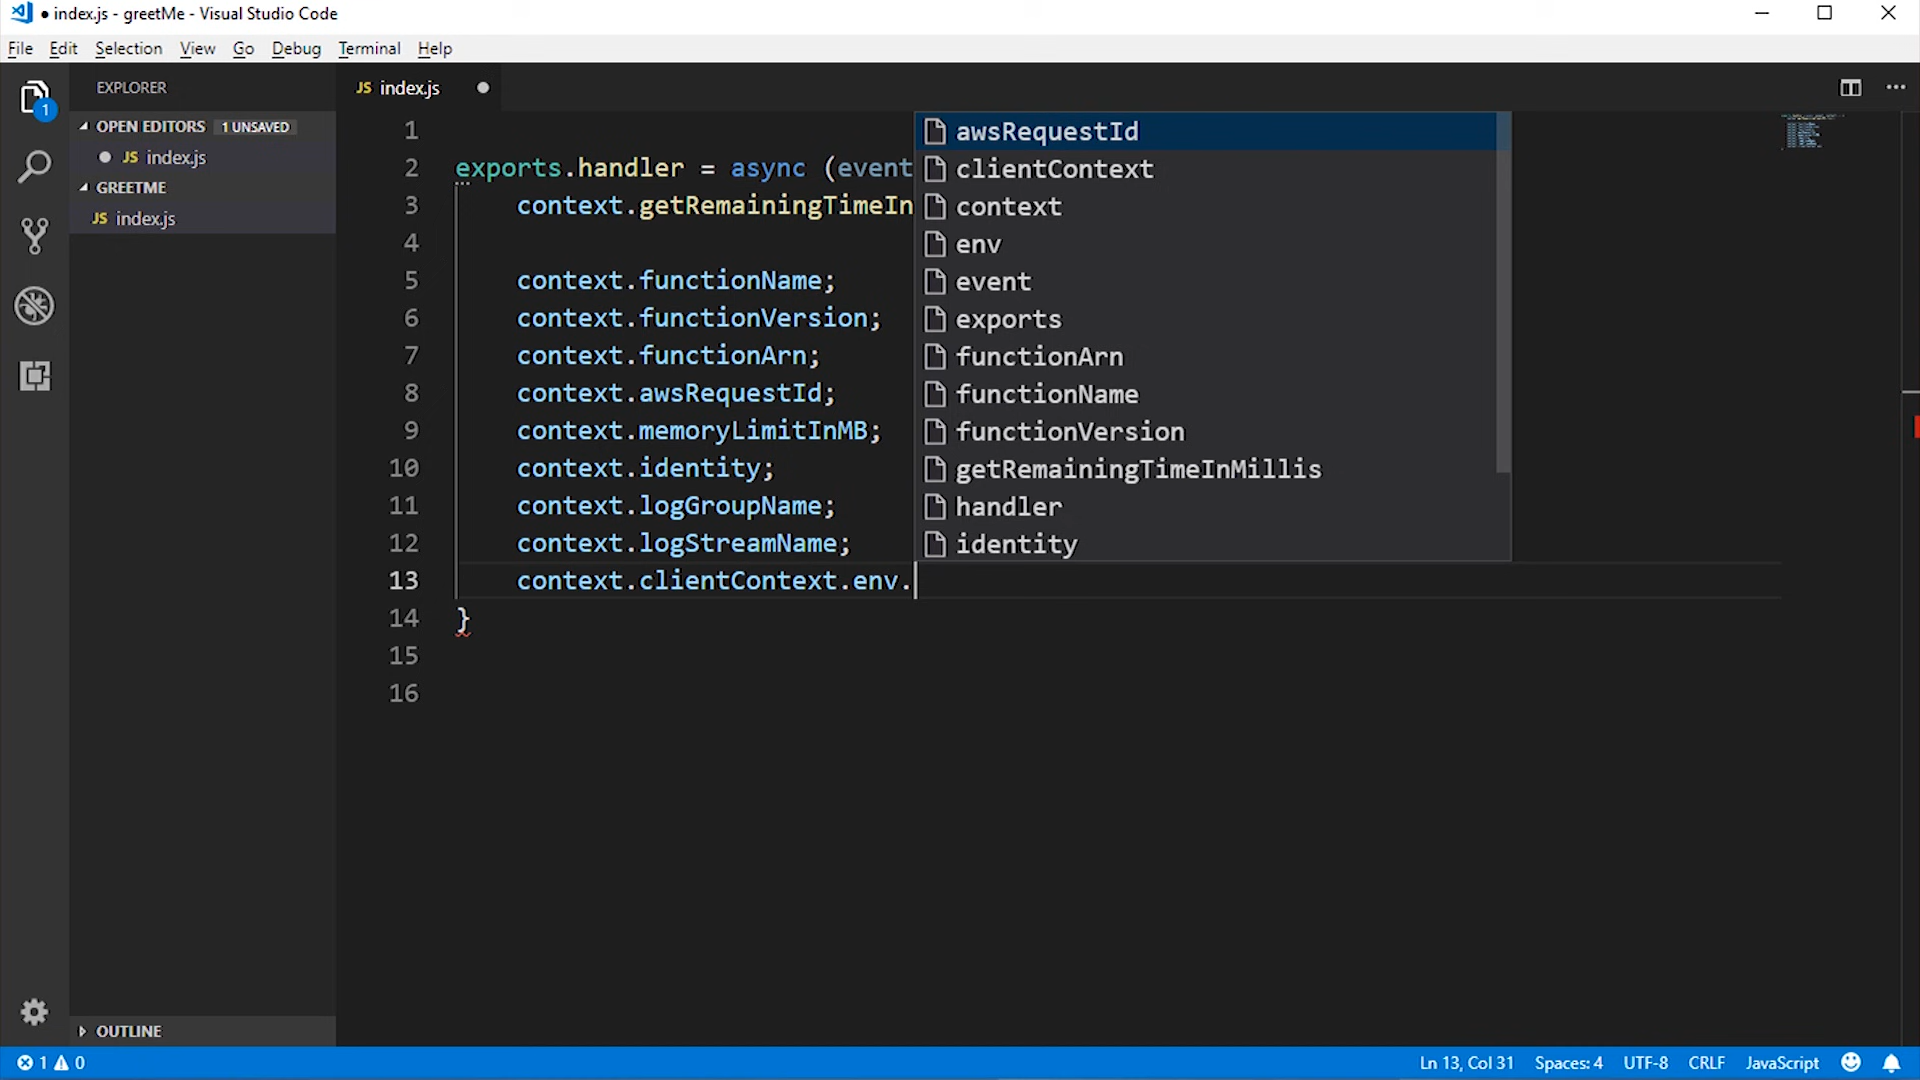 ● index.js - greetMe - Visual Studio Code
File Edit Selection View Go Debug Terminal Help
1
EXPLORER
OPEN EDITORS 1 UNSAVED
JS index.js
GREETME
JS index.js
OUTLINE
JS index.js
1
2 exports.handler = async (event
3 context.getRemainingTimeIn
4
5 context.functionName;
6 context.functionVersion;
7 context.functionArn;
8 context.awsRequestId;
9 context.memoryLimitInMB;
10 context.identity;
11 context.logGroupName;
12 context.logStreamName;
13 context.clientContext.env.
14 }
15
16
awsRequestId
clientContext
context
env
event
exports
functionArn
functionName
functionVersion
getRemainingTimeInMillis
handler
identity
1 0 Ln 13, Col 31 Spaces: 4 UTF-8 CRLF JavaScript